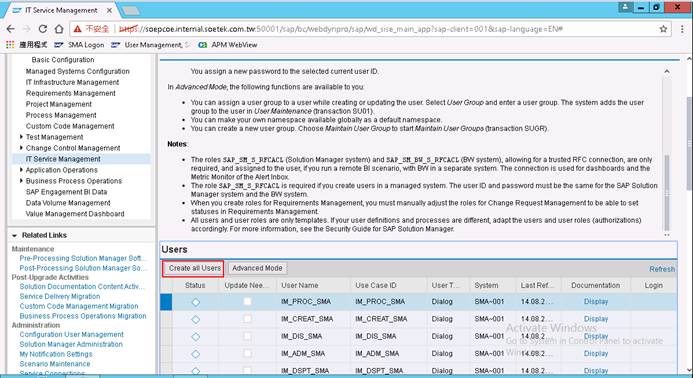 IT Service Management
不安全
https://soepcoe.internal.soetek.com.tw:50001/sap/bc/webdynpro/sap/wd_sise_main_app?sap-client=001&sap-language=EN#
應用程式
SMA Logon
User Management, S
APM WebView
Basic Configuration
Managed Systems Configuration
IT Infrastructure Management
Requirements Management
Project Management
Process Management
Custom Code Management
Test Management
Change Control Management
IT Service Management
Application Operations
Business Process Operations
SAP Engagement BI Data
Data Volume Management
Value Management Dashboard
Related Links
Maintenance
Pre-Processing Solution Manager Soft...
Post-Processing Solution Manager So...
Post-Upgrade Activities
Solution Documentation Content Activ...
Service Delivery Migration
Custom Code Management Migration
Business Process Operations Migration
Administration
Configuration User Management
Solution Manager Administration
My Notification Settings
Scenario Maintenance
You assign a new password to the selected current user ID.
In Advanced Mode, the following functions are available to you:
• You can assign a user group to a user while creating or updating the user. Select User Group and enter a user group. The system adds the user group to the user in User Maintenance (transaction SU01).
• You can make your own namespace available globally as a default namespace.
• You can create a new user group. Choose Maintain User Group to start Maintain User Groups (transaction SUGR).
Notes:
• The roles SAP_SM_S_RFCACL (Solution Manager system) and SAP_SM_BW_S_RFCACL (BW system), allowing for a trusted RFC connection, are only required, and assigned to the user, if you run a remote BI scenario, with BW in a separate system. The connection is used for dashboards and the Metric Monitor of the Alert Inbox.
• The role SAP_SM_S_RFCACL is required if you create users in a managed system. The user ID and password must be the same for the SAP Solution Manager system and the BW system.
• When you create roles for Requirements Management, you must manually adjust the roles for Change Request Management to be able to set statuses in Requirements Management.
• All users and user roles are only templates. If your user definitions and processes are different, adapt the users and user roles (authorizations) accordingly. For more information, see the Security Guide for SAP Solution Manager.
Users
Create all Users
Advanced Mode
Refresh
Status Update Nee... User Name Use Case ID User T... System Last Ref... Documentation Login
IM_PROC_SMA IM_PROC_SMA Dialog SMA-001 14.08.2... Display
IM_CREAT_SMA IM_CREAT_SMA Dialog SMA-001 14.08.2... Display
IM_DIS_SMA IM_DIS_SMA Dialog SMA-001 14.08.2... Display
IM_ADM_SMA IM_ADM_SMA Dialog SMA-001 14.08.2... Display
IM_DSPT_SMA IM_DSPT_SMA Dialog SMA-001 14.08.2... Display
Activate Windows
Go to System in Control Panel to activate